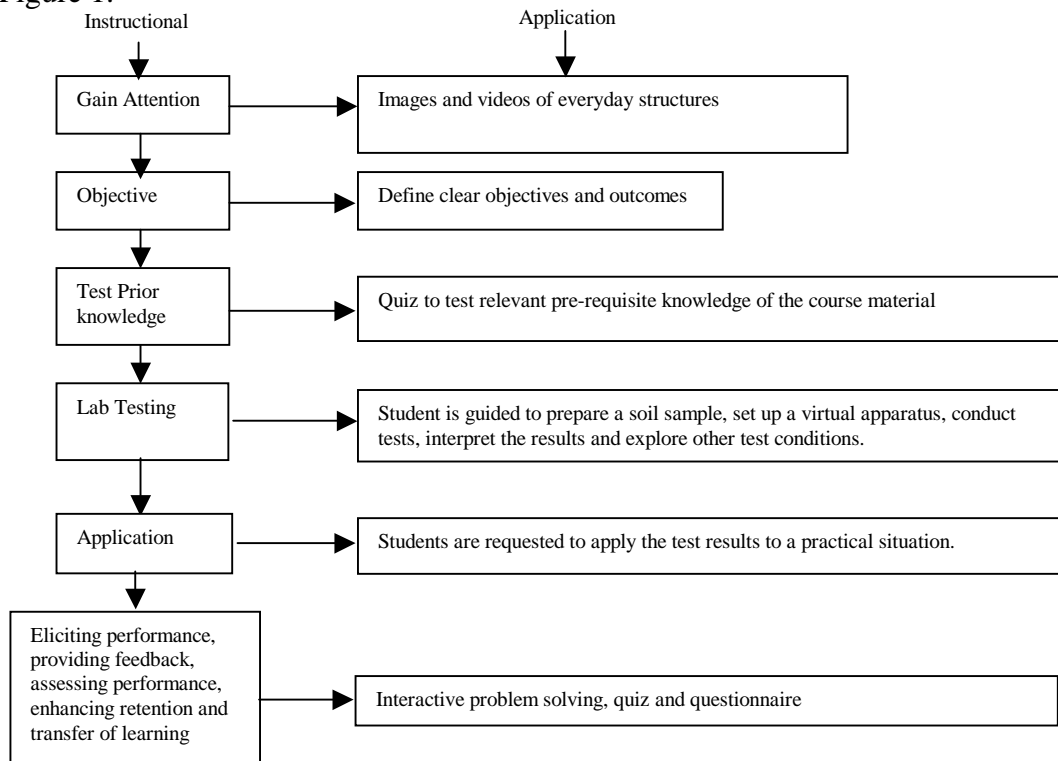 Figure 1.
Instructional
Application
Gain Attention
Images and videos of everyday structures
Objective
Define clear objectives and outcomes
Test Prior
knowledge
Quiz to test relevant pre-requisite knowledge of the course material
Lab Testing
Student is guided to prepare a soil sample, set up a virtual apparatus, conduct
tests, interpret the results and explore other test conditions.
Application
Students are requested to apply the test results to a practical situation.
Eliciting performance,
providing feedback,
assessing performance,
enhancing retention and
transfer of learning
Interactive problem solving, quiz and questionnaire